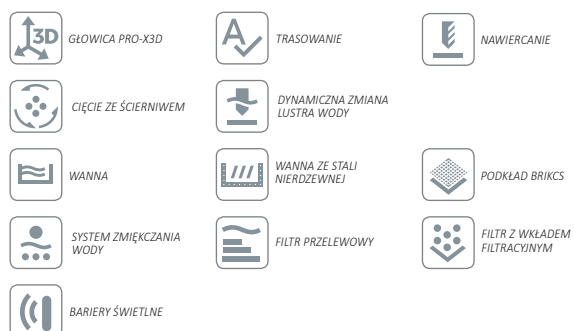 3D
GŁOWICA PRO-X3D
A
TRASOWANIE
NAWIERCANIE
CIĘCIE ZE ŚCIERNIWEM
DYNAMICZNA ZMIANA
LUSTRA WODY
WANNA
WANNA ZE STALI
NIERDZEWNEJ
PODKŁAD BRIKCS
SYSTEM ZMIĘKCZANIA
WODY
FILTR PRZELEWOWY
FILTR Z WKŁADEM
FILTRACYJNYM
BARIERY ŚWIETLNE